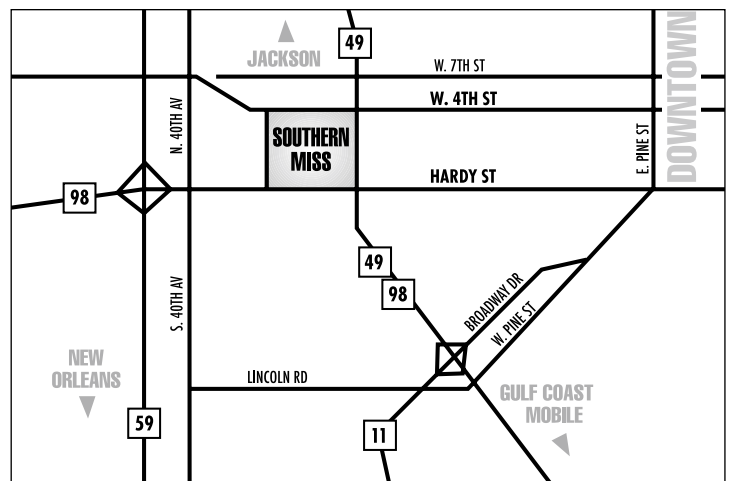 49
JACKSON
W. 7TH ST
W. 4TH ST
N. 40TH AV
SOUTHERN
MISS
E. PINE ST
DOWNTOWN
HARDY ST
98
49
98
S. 40TH AV
BROADWAY DR
W. PINE ST
NEW
ORLEANS
LINCOLN RD
GULF COAST
MOBILE
59
11